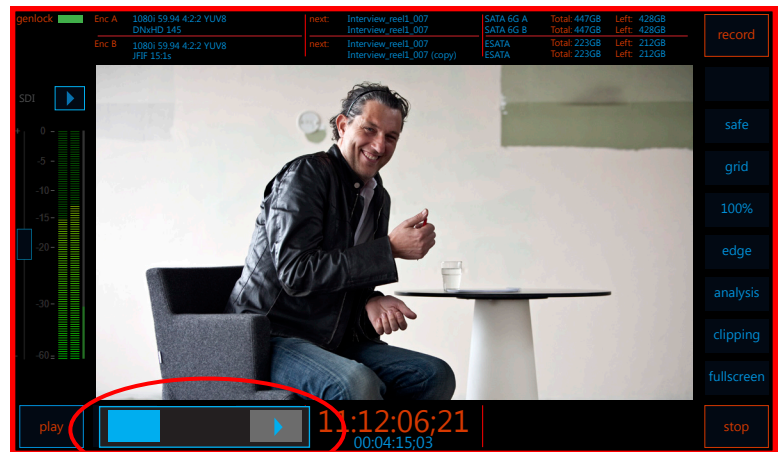 genlock
Enc A 1080i 59.94 4:2:2 YUV8
DNxHD 145
next: Interview_reel1_007
Interview_reel1_007
SATA 6G A Total: 447GB Left: 428GB
SATA 6G B Total: 447GB Left: 428GB
Enc B 1080i 59.94 4:2:2 YUV8
JFIF 15:1s
next: Interview_reel1_007
Interview_reel1_007 (copy)
ESATA Total: 223GB Left: 212GB
ESATA Total: 223GB Left: 212GB
record
SDI
+ 0 -
-5 -
-10-
-15-
-20-
-30-
-60-
safe
grid
100%
edge
analysis
clipping
fullscreen
play
11:12:06;21
00:04:15;03
stop